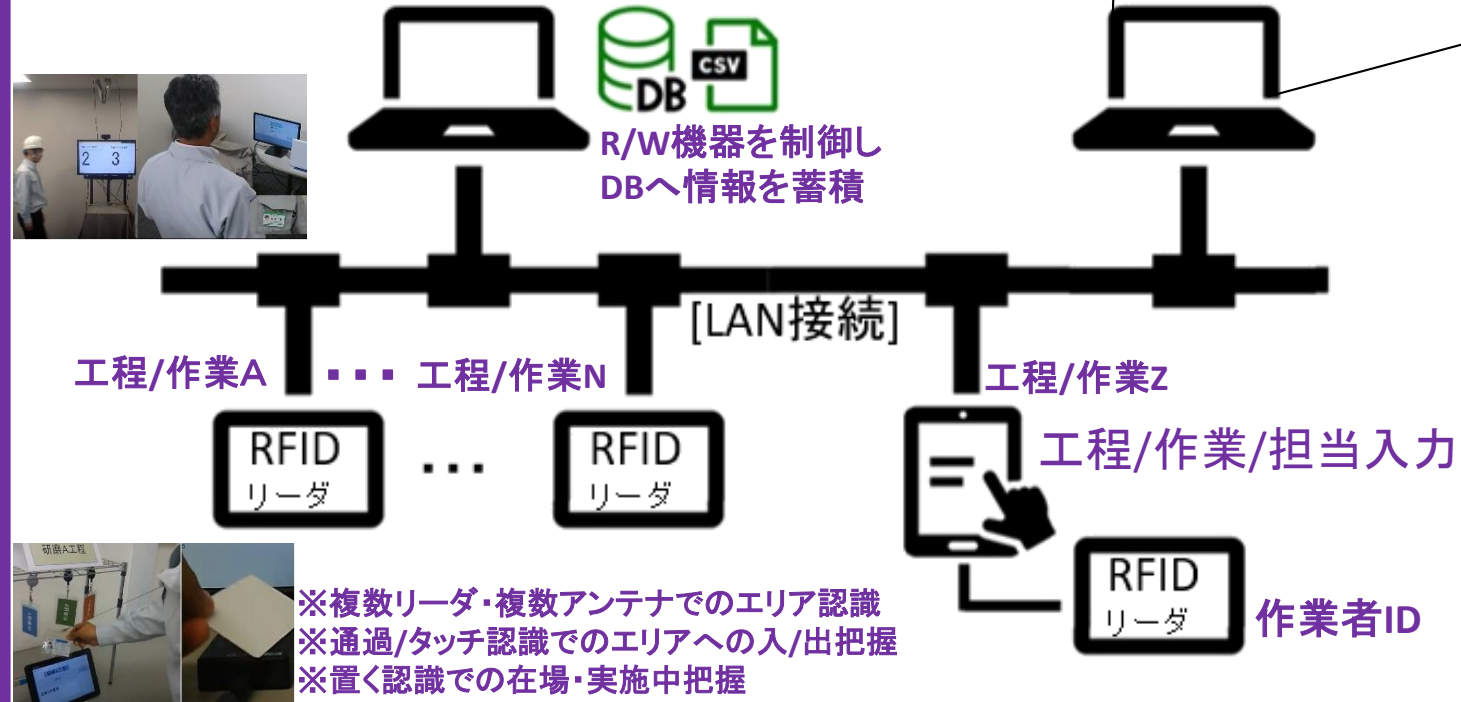 DB
CSV
R/W機器を制御し
DBへ情報を蓄積
2 3
[LAN接続]
工程/作業A ・・・ 工程/作業N
工程/作業Z
RFID
リーダ
...
RFID
リーダ
工程/作業/担当入力
RFID
リーダ
作業者ID
研磨A工程
※複数リーダ・複数アンテナでのエリア認識
※通過/タッチ認識でのエリアへの入/出把握
※置く認識での在場・実施中把握